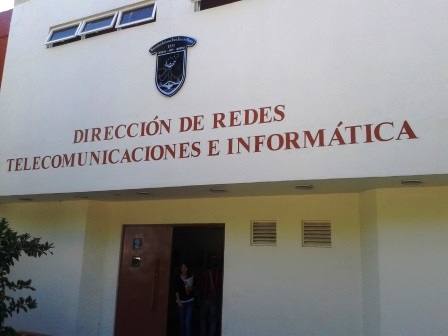 DIRECCIÓN DE REDES
TELECOMUNICACIONES E INFORMÁTICA